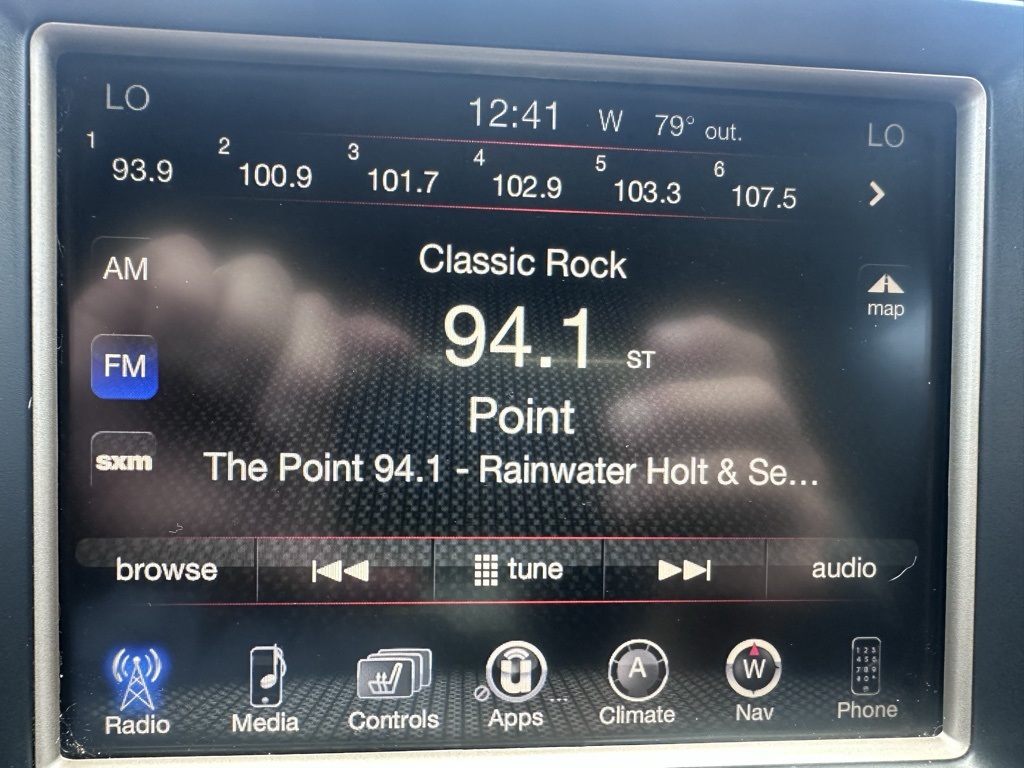 LO 12:41 W 79° out. LO
1 93.9 2 100.9 3 101.7 4 102.9 5 103.3 6 107.5
AM
Classic Rock
map
94.1 ST
FM
Point
sxm
The Point 94.1 - Rainwater Holt & Se...
browse tune audio
A W
Radio Media Controls Apps ... Climate Nav Phone